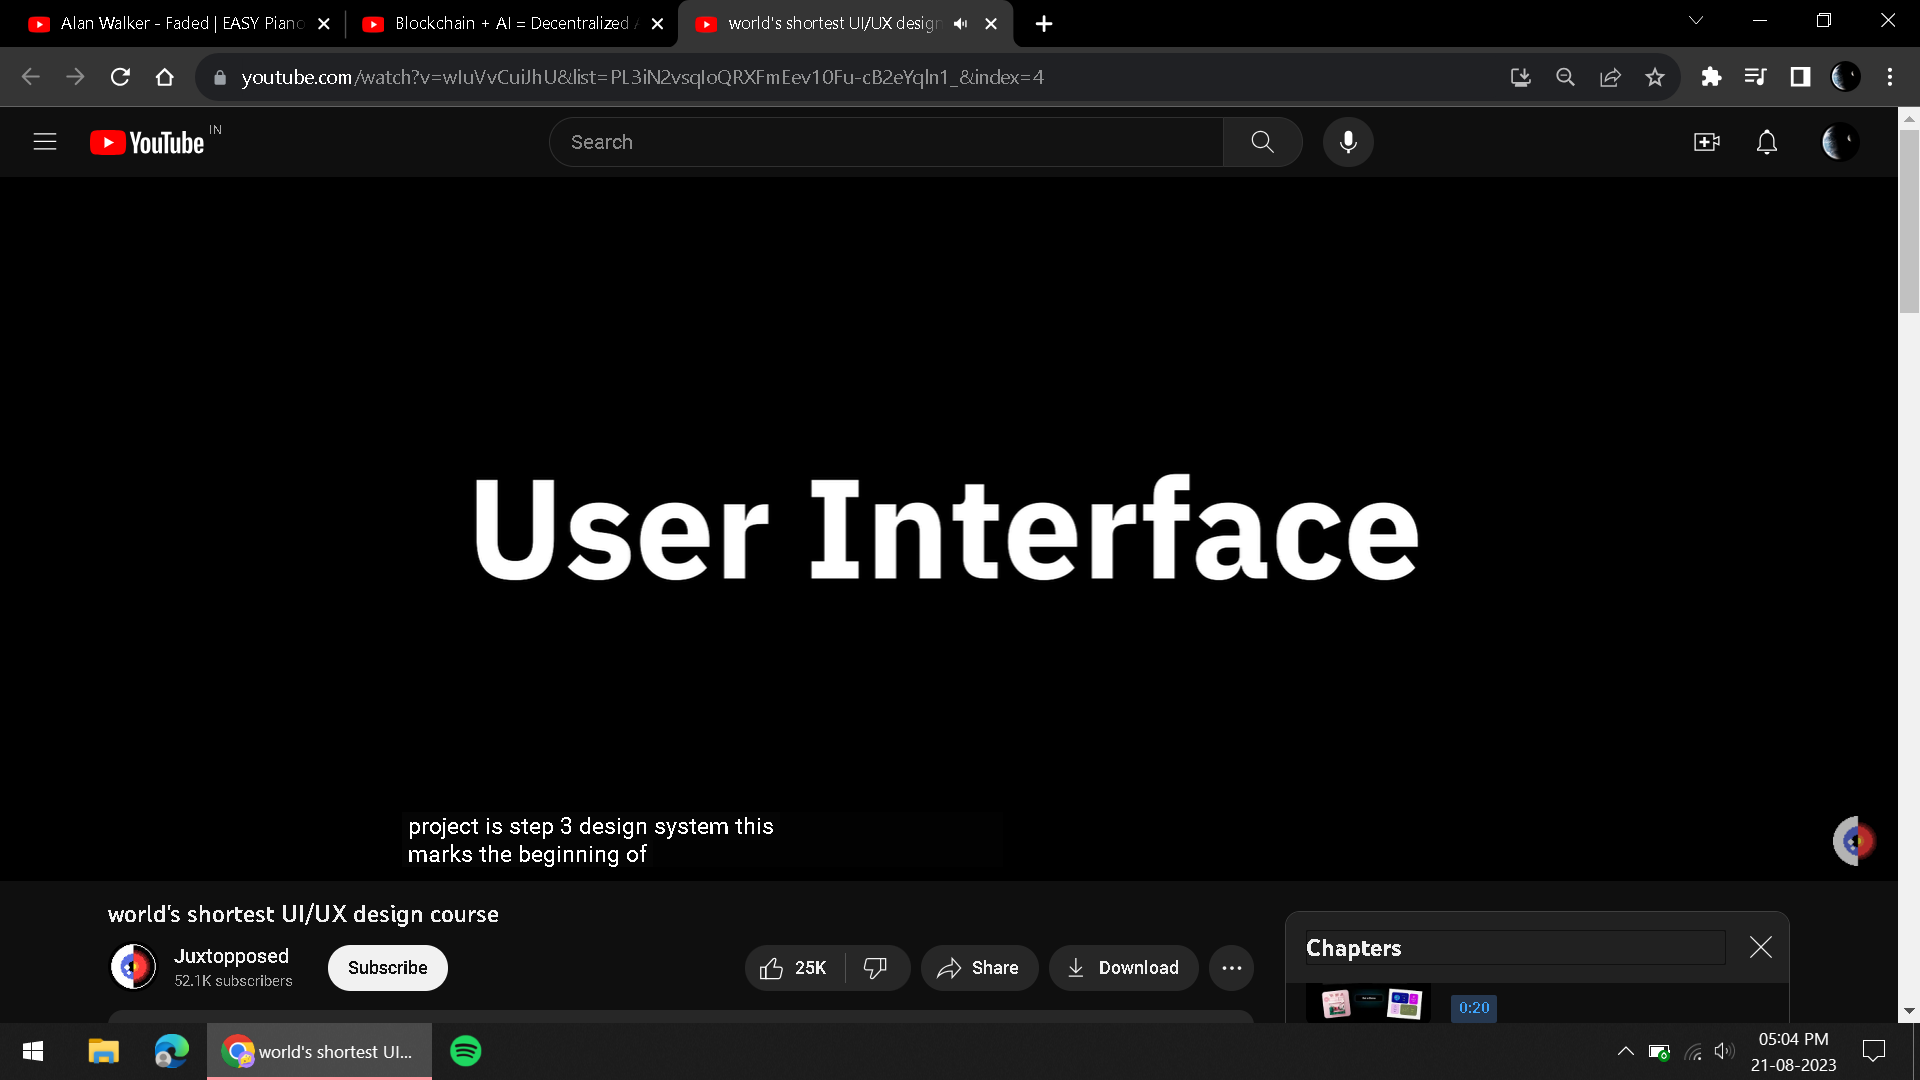 Alan Walker - Faded | EASY Piano
Blockchain + AI = Decentralized
world's shortest UI/UX design
youtube.com/watch?v=wIuVvCuiJhU&list=PL3iN2vsqIoQRXFmEev10Fu-cB2eYqln1_&index=4
YouTube IN
Search
User Interface
project is step 3 design system this
marks the beginning of
world's shortest UI/UX design course
Juxtopposed
52.1K subscribers
Subscribe
25K
Share
Download
Chapters
0:20
world's shortest UI...
05:04 PM
21-08-2023